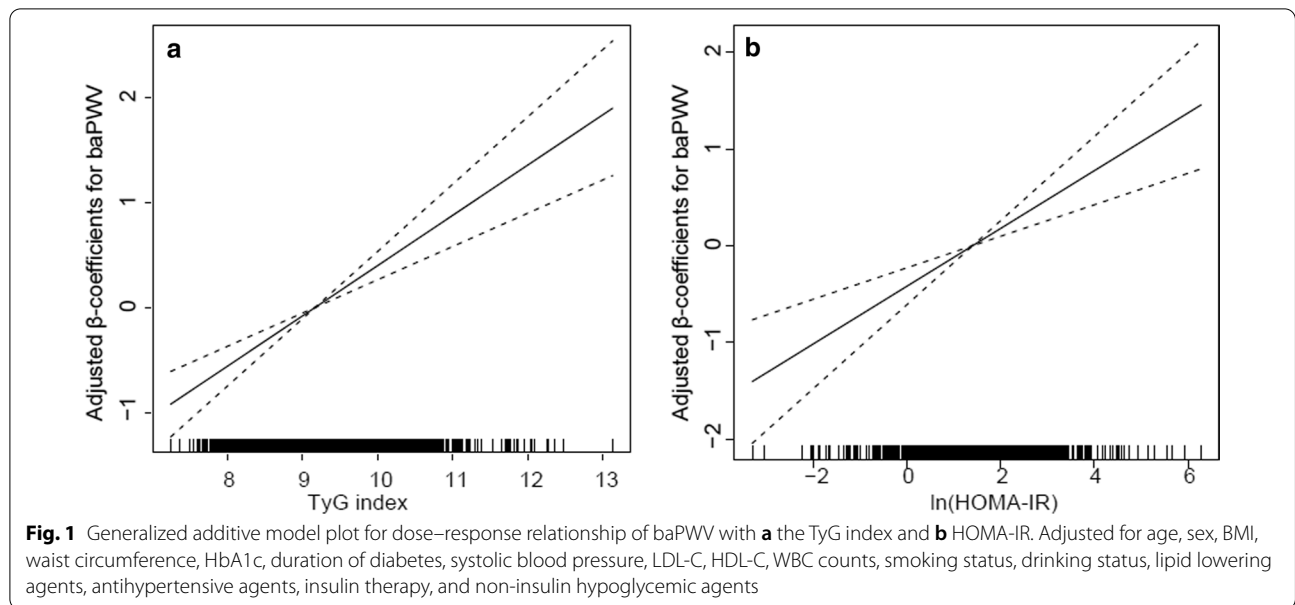 a
Adjusted β-coefficients for baPWV
2
1
0
−1
8 9 10 11 12 13
TyG index
b
Adjusted β-coefficients for baPWV
2
1
0
−1
−2
−2 0 2 4 6
ln(HOMA-IR)
Fig. 1 Generalized additive model plot for dose–response relationship of baPWV with a the TyG index and b HOMA-IR. Adjusted for age, sex, BMI,
waist circumference, HbA1c, duration of diabetes, systolic blood pressure, LDL-C, HDL-C, WBC counts, smoking status, drinking status, lipid lowering
agents, antihypertensive agents, insulin therapy, and non-insulin hypoglycemic agents